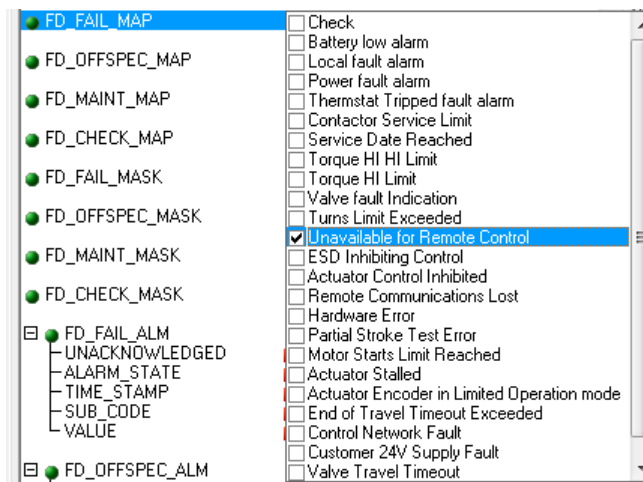 FD_FAIL_MAP
FD_OFFSPEC_MAP
FD_MAINT_MAP
FD_CHECK_MAP
FD_FAIL_MASK
FD_OFFSPEC_MASK
FD_MAINT_MASK
FD_CHECK_MASK
FD_FAIL_ALM
UNACKNOWLEDGED
ALARM_STATE
TIME_STAMP
SUB_CODE
VALUE
FD_OFFSPEC_ALM
Check
Battery low alarm
Local fault alarm
Power fault alarm
Thermstat Tripped fault alarm
Contactor Service Limit
Service Date Reached
Torque HI HI Limit
Torque HI Limit
Valve fault Indication
Turns Limit Exceeded
Unavailable for Remote Control
ESD Inhibiting Control
Actuator Control Inhibited
Remote Communications Lost
Hardware Error
Partial Stroke Test Error
Motor Starts Limit Reached
Actuator Stalled
Actuator Encoder in Limited Operation mode
End of Travel Timeout Exceeded
Control Network Fault
Customer 24V Supply Fault
Valve Travel Timeout